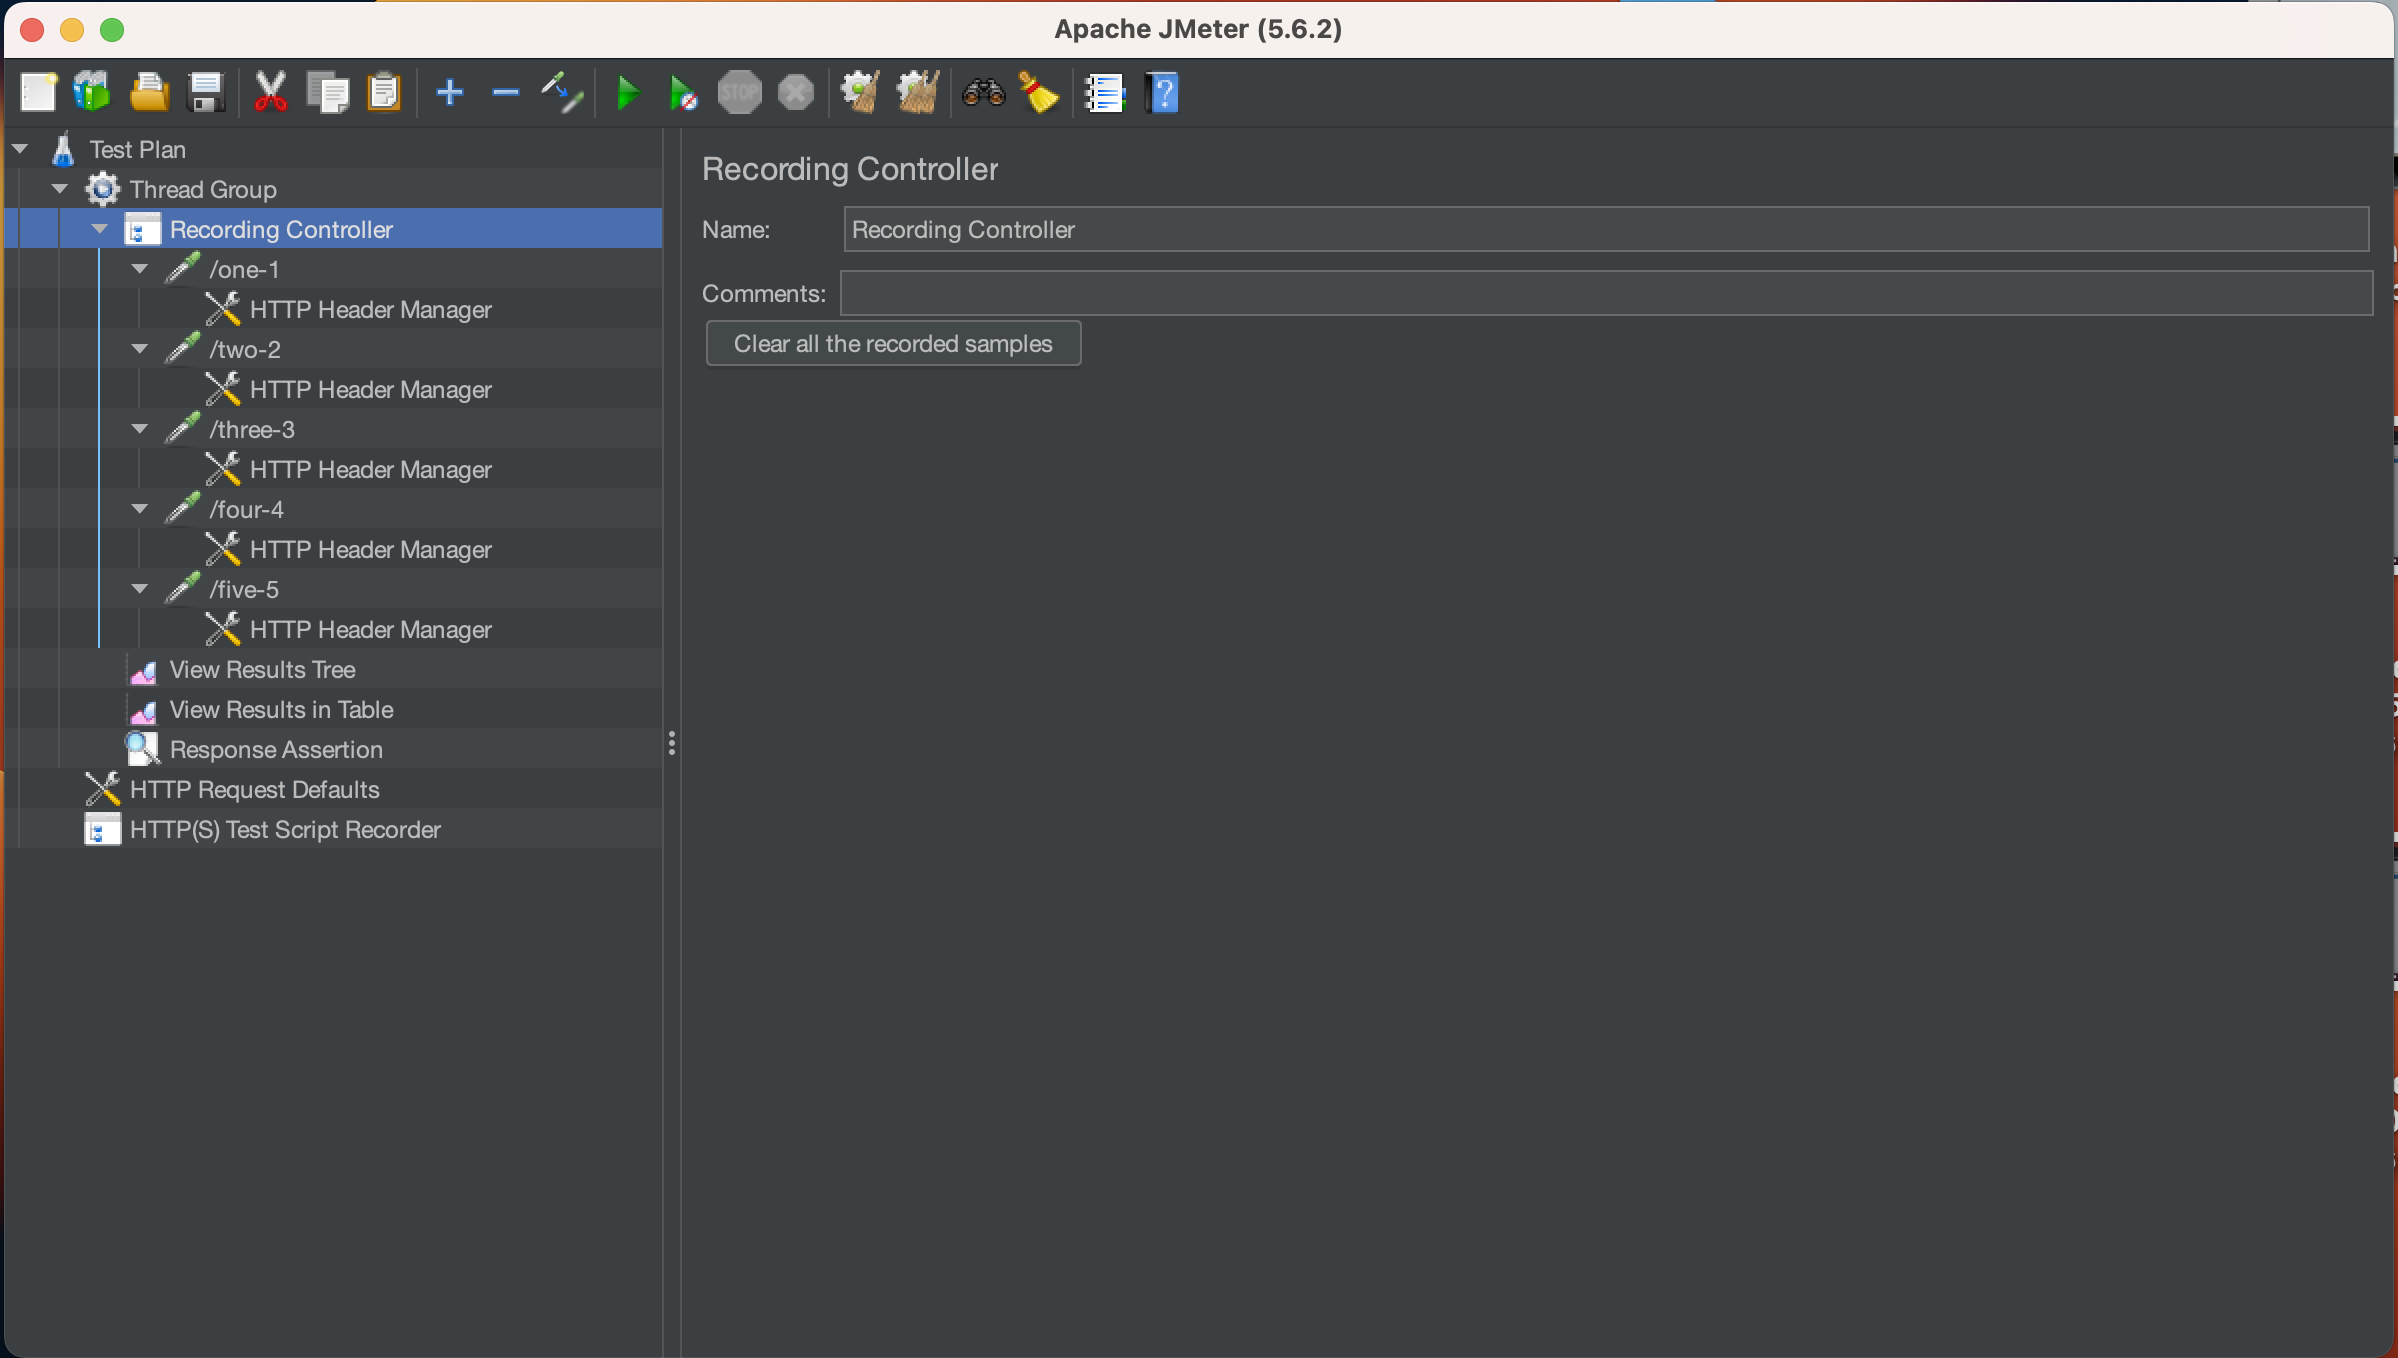 Apache JMeter (5.6.2)
STOP
Test Plan
Thread Group
Recording Controller
/one-1
HTTP Header Manager
/two-2
HTTP Header Manager
/three-3
HTTP Header Manager
/four-4
HTTP Header Manager
/five-5
HTTP Header Manager
View Results Tree
View Results in Table
Response Assertion
HTTP Request Defaults
HTTP(S) Test Script Recorder
Recording Controller
Name: Recording Controller
Comments:
Clear all the recorded samples